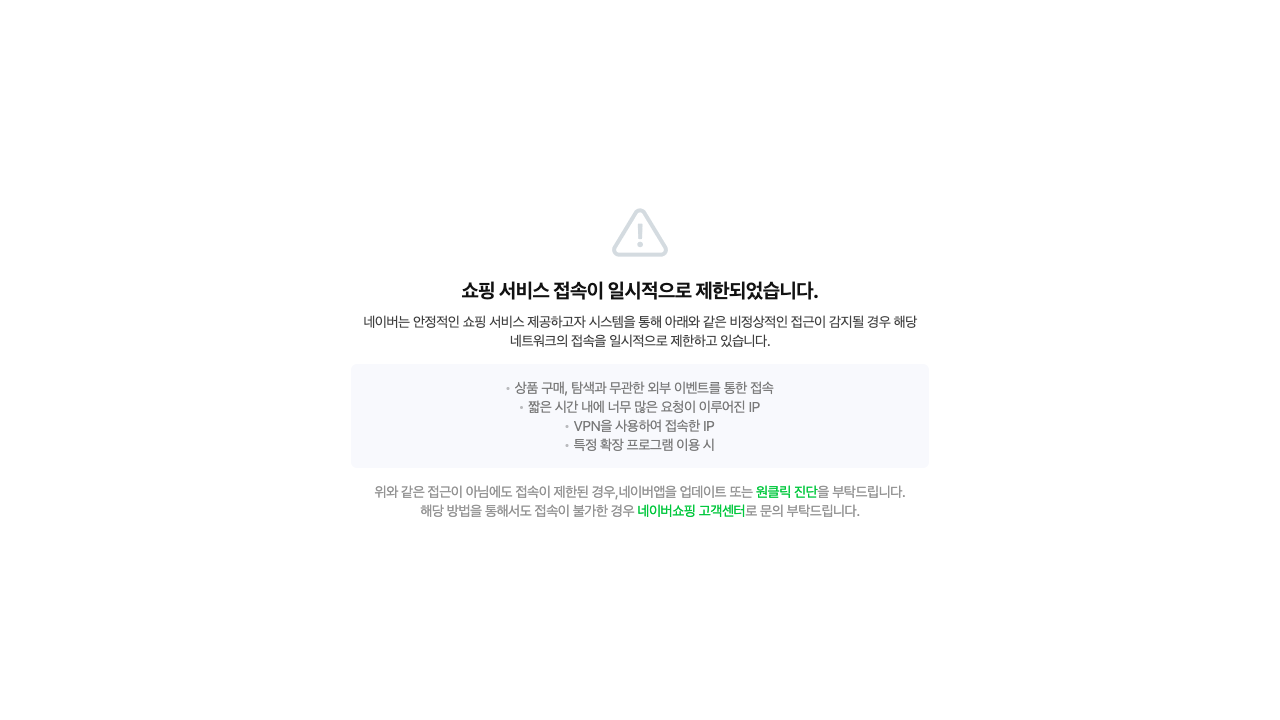 쇼핑 서비스 접속이 일시적으로 제한되었습니다.
네이버는 안정적인 쇼핑 서비스 제공하고자 시스템을 통해 아래와 같은 비정상적인 접근이 감지될 경우 해당
네트워크의 접속을 일시적으로 제한하고 있습니다.
• 상품 구매, 탐색과 무관한 외부 이벤트를 통한 접속
• 짧은 시간 내에 너무 많은 요청이 이루어진 IP
• VPN을 사용하여 접속한 IP
• 특정 확장 프로그램 이용 시
위와 같은 접근이 아님에도 접속이 제한된 경우,네이버앱을 업데이트 또는 원클릭 진단을 부탁드립니다.
해당 방법을 통해서도 접속이 불가한 경우 네이버쇼핑 고객센터로 문의 부탁드립니다.